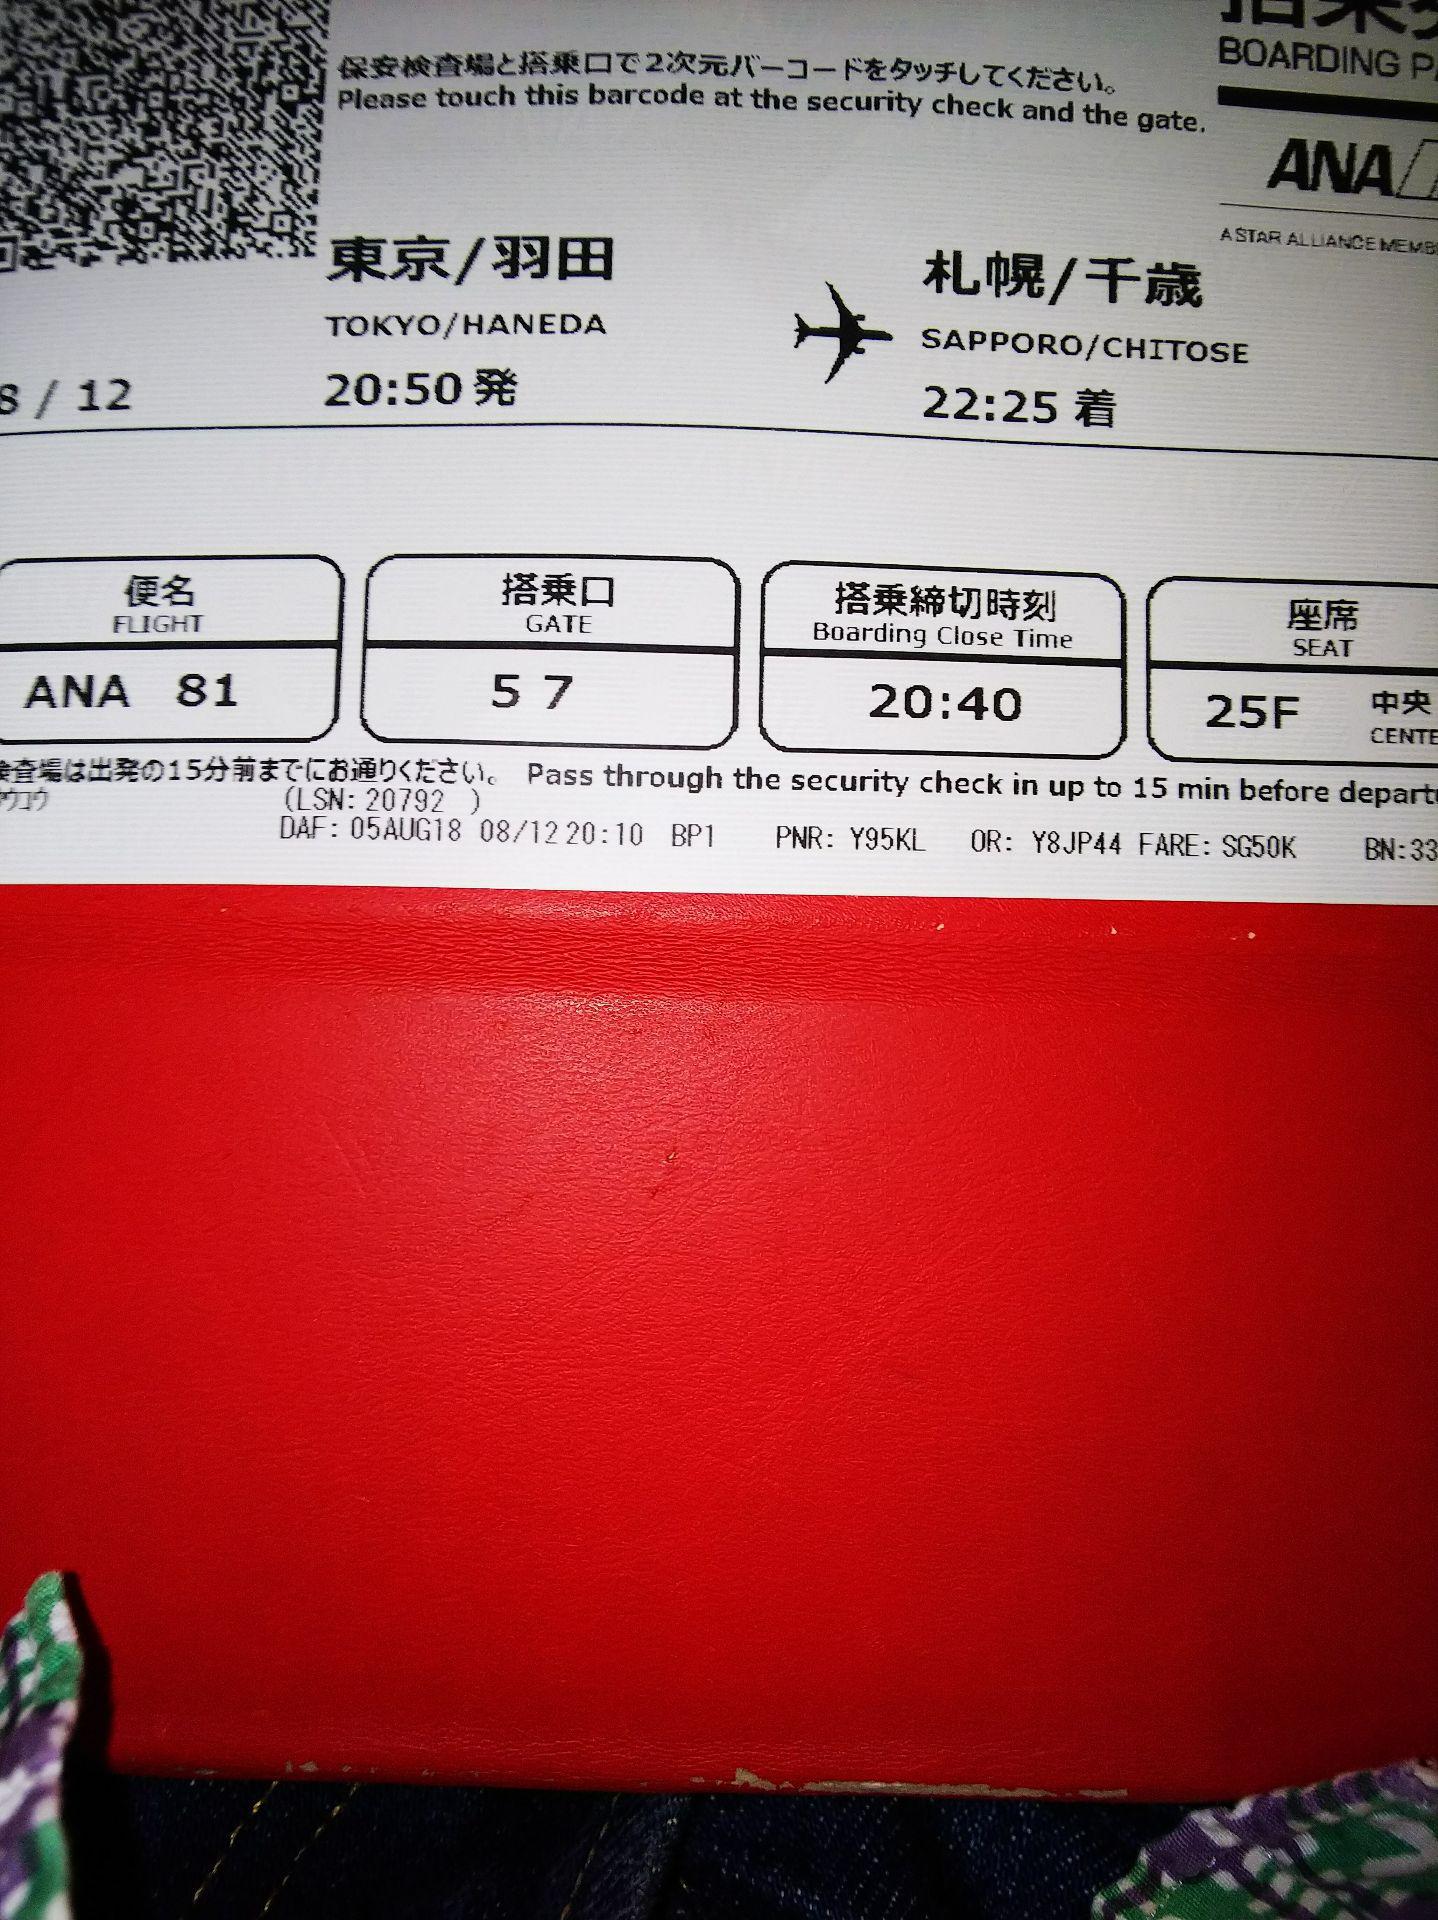 保安検査場と搭乗口で2次元バーコードをタッチしてください。
Please touch this barcode at the security check and the gate.
BOARDING
ANA
A STAR ALLIANCE
東京/羽田
TOKYO/HANEDA
札幌/千歳
SAPPORO/CHITOSE
8 / 12
20:50 発
22:25 着
便名
FLIGHT
ANA 81
搭乗口
GATE
57
搭乗締切時刻
Boarding Close Time
20:40
座席
SEAT
25F 中央
検査場は出発の15分前までにお通りください。 Pass through the security check in up to 15 min before
(LSN: 20792 )
DAF: 05AUG18 08/12 20:10 BP1 PNR: Y95KL OR: Y8JP44 FARE: SG50K BN:33